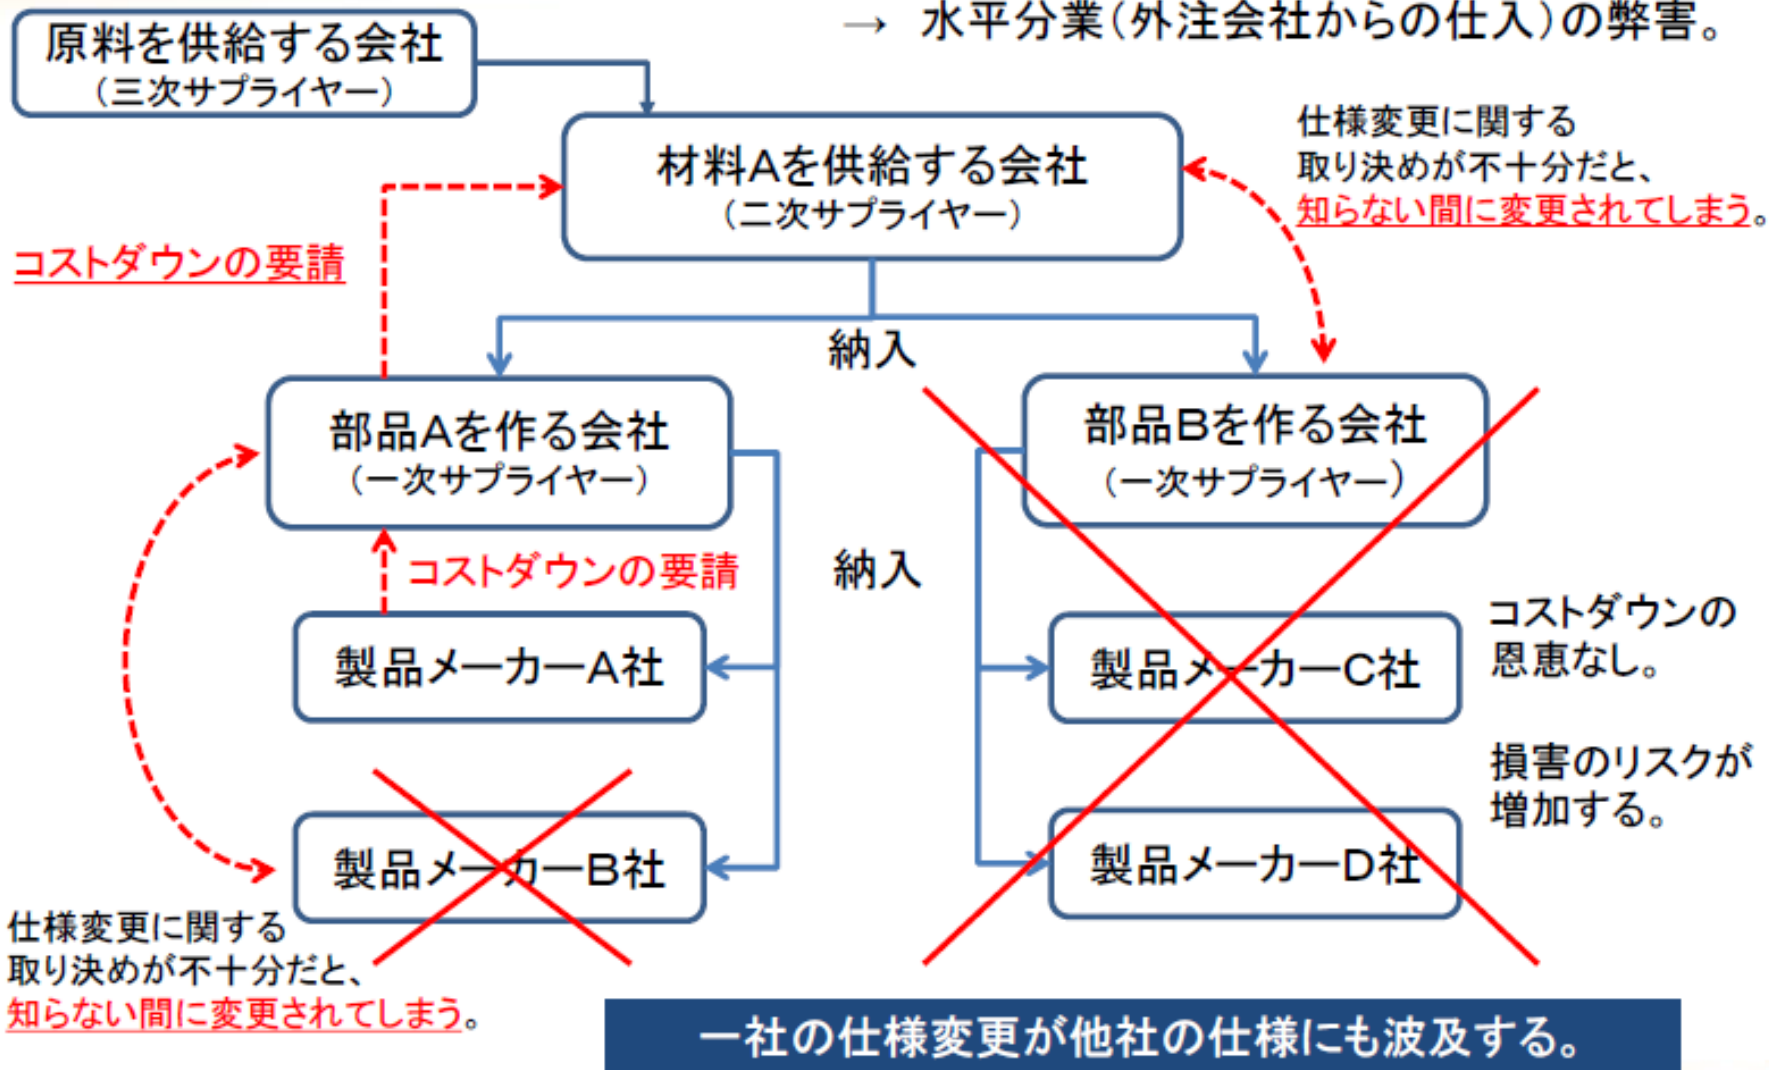 → 水平分業(外注会社からの仕入)の弊害。
原料を供給する会社
(三次サプライヤー)
材料Aを供給する会社
(二次サプライヤー)
仕様変更に関する
取り決めが不十分だと、
知らない間に変更されてしまう。
コストダウンの要請
納入
部品Aを作る会社
(一次サプライヤー)
部品Bを作る会社
(一次サプライヤー)
コストダウンの要請
納入
製品メーカーA社
製品メーカーC社
コストダウンの
恩恵なし。
損害のリスクが
増加する。
製品メーカーB社
製品メーカーD社
仕様変更に関する
取り決めが不十分だと、
知らない間に変更されてしまう。
一社の仕様変更が他社の仕様にも波及する。